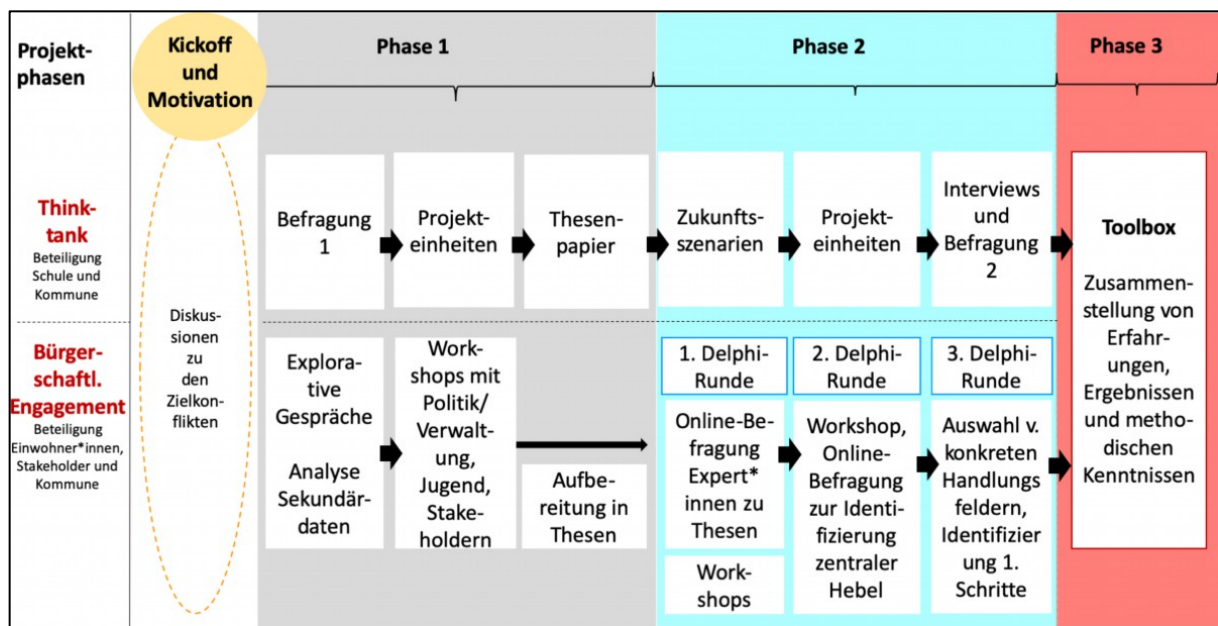 Projekt-
phasen
Kickoff
und
Motivation
Phase 1
Phase 2
Phase 3
Think-
tank
Beteiligung
Schule und
Kommune
Befragung
1
Projekt-
einheiten
Thesen-
papier
Zukunfts-
szenarien
Projekt-
einheiten
Interviews
und
Befragung
2
Toolbox
Zusammen-
stellung von
Erfahr-
ungen,
Ergebnissen
und metho-
dischen
Kenntnissen
Bürger-
schaftl.
Engagement
Beteiligung
Einwohner*innen,
Stakeholder und
Kommune
Diskus-
sionen
zu
den
Zielkon-
flikten
Explora-
tive
Gespräche
Analyse
Sekundär-
daten
Work-
shops mit
Politik/
Verwalt-
ung,
Jugend,
Stake-
holdern
Aufbe-
reitung in
Thesen
1. Delphi-
Runde
Online-Be-
fragung
Expert*
innen zu
Thesen
Work-
shops
2. Delphi-
Runde
Workshop,
Online-
Befragung
zur Identi-
fizierung
zentraler
Hebel
3. Delphi-
Runde
Auswahl v.
konkreten
Handlungs
feldern,
Identifizier
ung 1.
Schritte